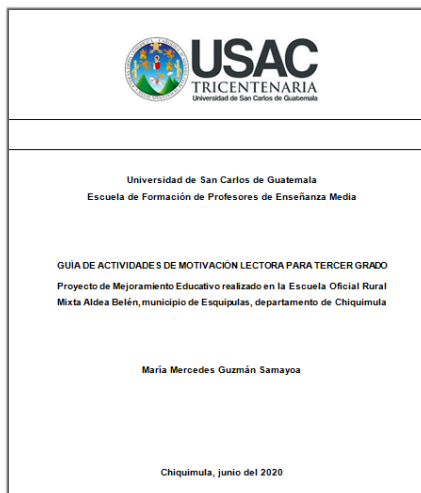 USAC
TRICENTENARIA
Universidad de San Carlos de Guatemala
Universidad de San Carlos de Guatemala
Escuela de Formación de Profesores de Enseñanza Media
GUÍA DE ACTIVIDADES DE MOTIVACIÓN LECTORA PARA TERCER GRADO
Proyecto de Mejoramiento Educativo realizado en la Escuela Oficial Rural
Mixta Aldea Belén, municipio de Esquipulas, departamento de Chiquimula
María Mercedes Guzmán Samayoa
Chiquimula, junio del 2020